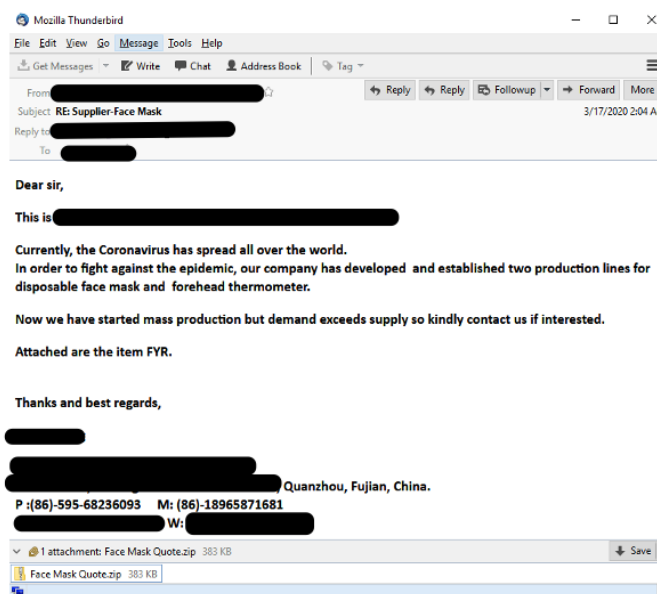 Mozilla Thunderbird
File Edit View Go Message Tools Help
Get Messages Write Chat Address Book Tag
From Reply Reply Followup Forward More
Subject RE: Supplier-Face Mask 3/17/2020 2:04 A
Reply to
To
Dear sir,
This is
Currently, the Coronavirus has spread all over the world.
In order to fight against the epidemic, our company has developed and established two production lines for
disposable face mask and forehead thermometer.
Now we have started mass production but demand exceeds supply so kindly contact us if interested.
Attached are the item FYR.
Thanks and best regards,
, Quanzhou, Fujian, China.
P :(86)-595-68236093 M: (86)-18965871681
W:
1 attachment: Face Mask Quote.zip 383 KB Save
Face Mask Quote.zip 383 KB